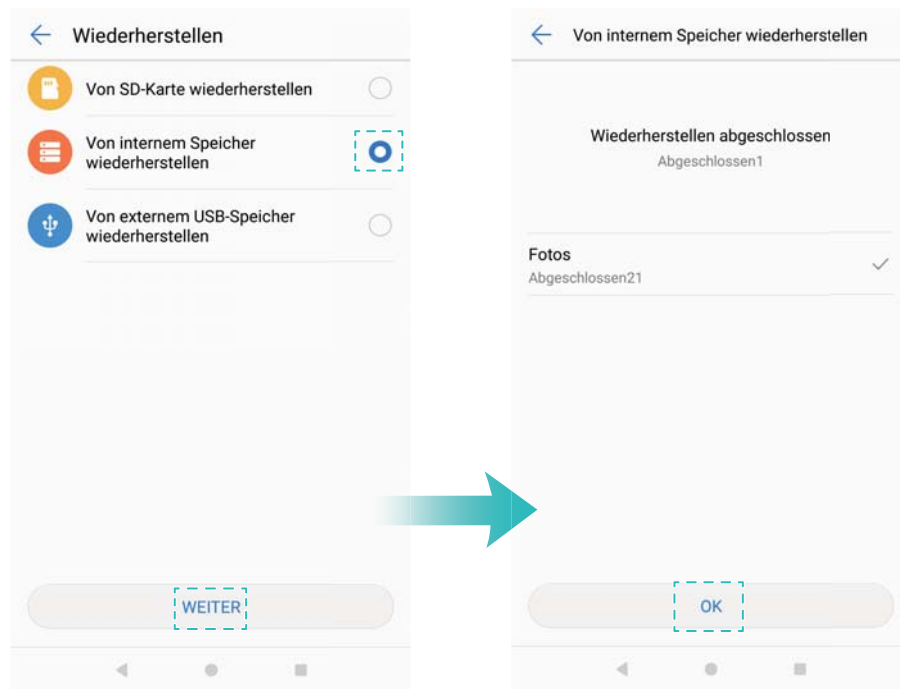 Wiederherstellen
Von SD-Karte wiederherstellen
Von internem Speicher
wiederherstellen
Von externem USB-Speicher
wiederherstellen
WEITER
Von internem Speicher wiederherstellen
Wiederherstellen abgeschlossen
Abgeschlossen1
Fotos
Abgeschlossen21
OK